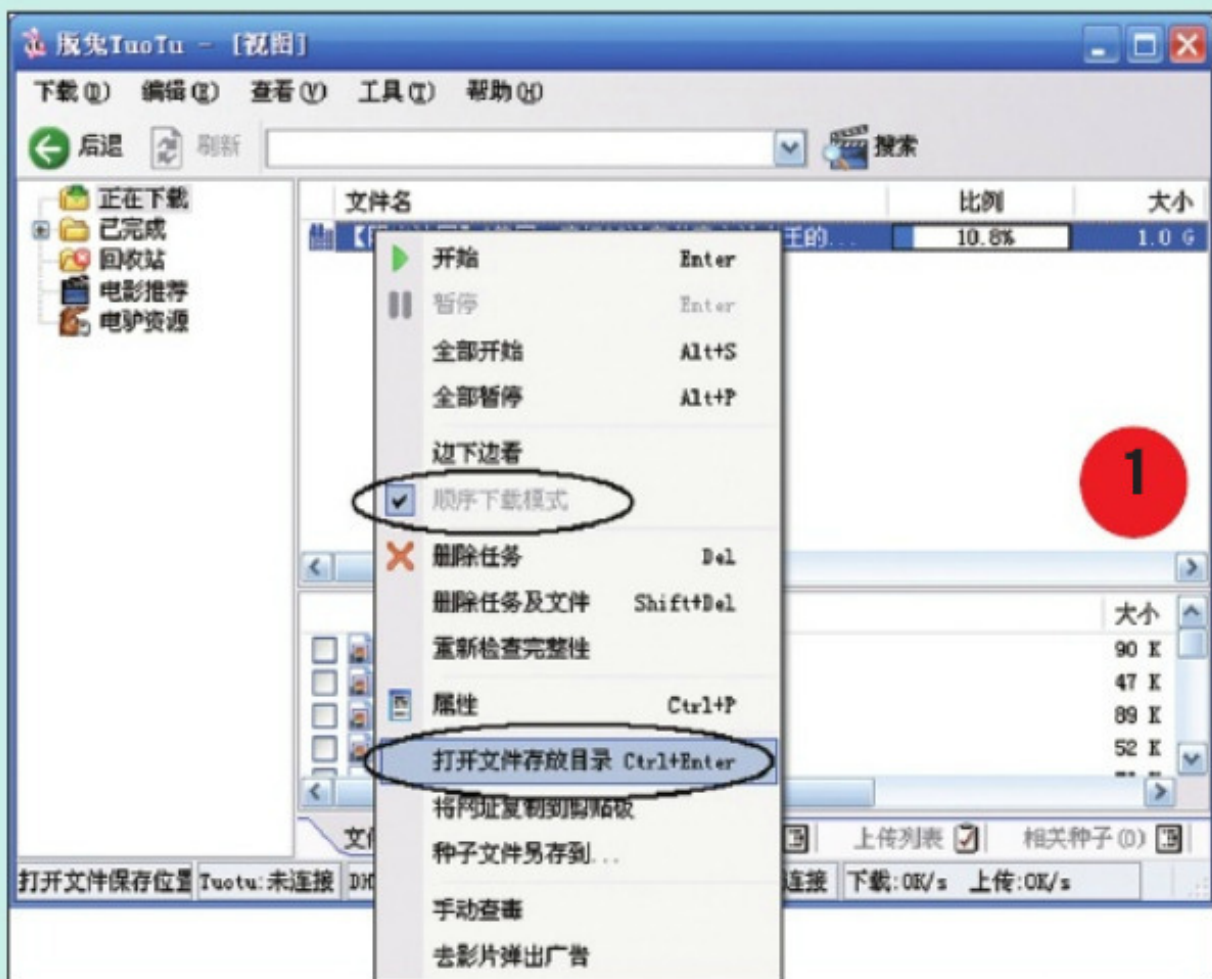 版兔TuoTu - [视图]
下载(D) 编辑(E) 查看(V) 工具(T) 帮助(H)
后退 刷新 搜索
正在下载
已完成
回收站
电影推荐
电驴资源
文件名 比例 大小
王的... 10.8% 1.0 G
开始 Enter
暂停 Enter
全部开始 Alt+S
全部暂停 Alt+P
边下边看
顺序下载模式
1
删除任务 Del
删除任务及文件 Shift+Del
重新检查完整性
属性 Ctrl+P
打开文件存放目录 Ctrl+Enter
将网址复制到剪贴板
种子文件另存到...
手动查毒
去影片弹出广告
大小
90 K
47 K
89 K
52 K
上传列表 相关种子(0)
打开文件保存位置 Tuotu:未连接 连接 下载:0K/s 上传:0K/s